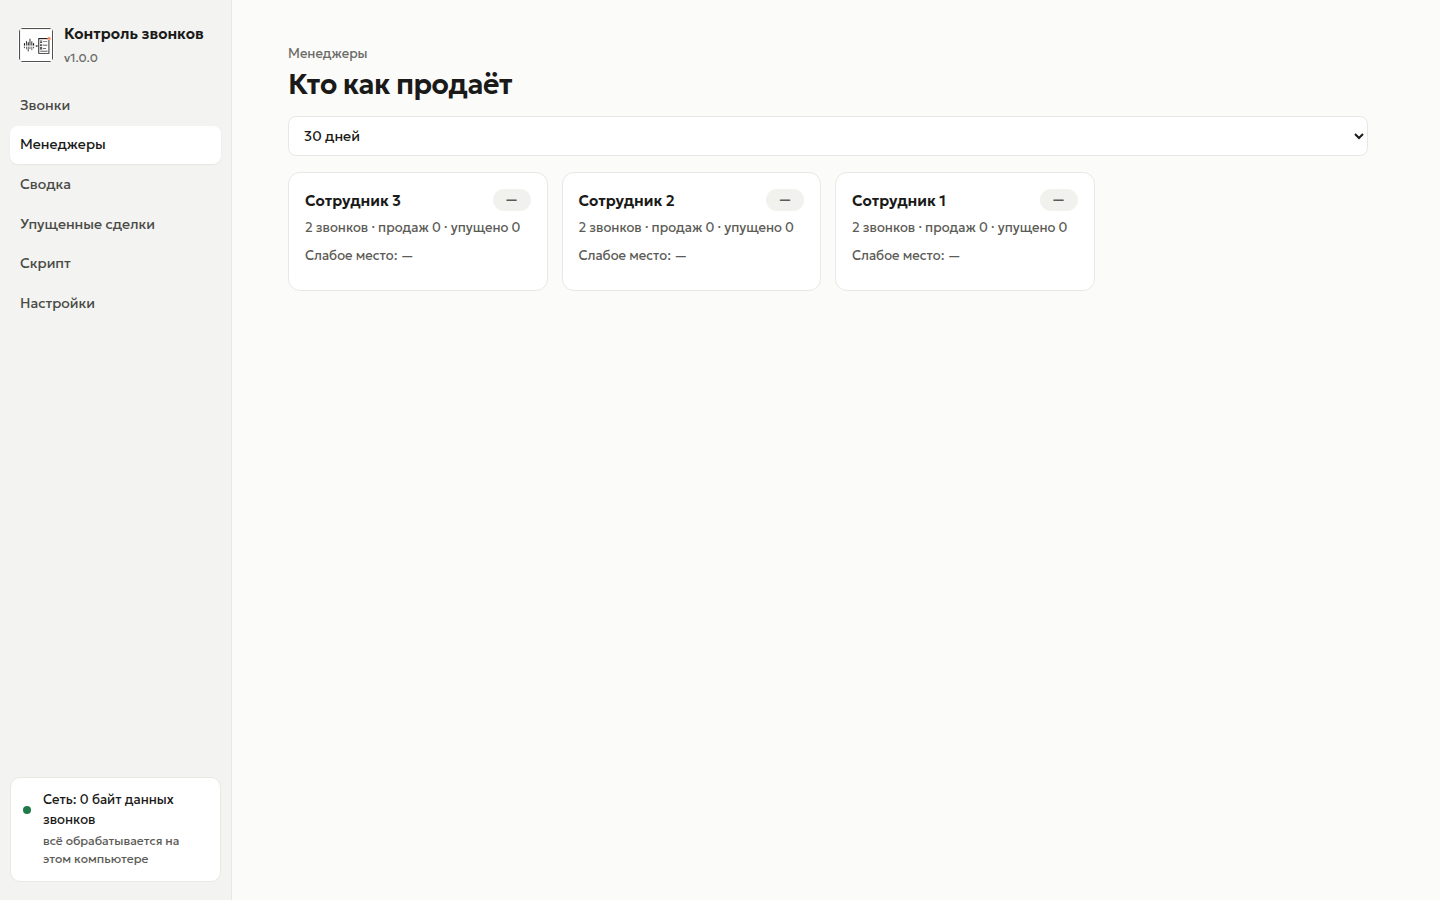 Контроль звонков
v1.0.0
Звонки
Менеджеры
Сводка
Упущенные сделки
Скрипт
Настройки
Сеть: 0 байт данных
звонков
всё обрабатывается на
этом компьютере
Менеджеры
Кто как продаёт
30 дней
Сотрудник 3 —
2 звонков · продаж 0 · упущено 0
Слабое место: —
Сотрудник 2 —
2 звонков · продаж 0 · упущено 0
Слабое место: —
Сотрудник 1 —
2 звонков · продаж 0 · упущено 0
Слабое место: —